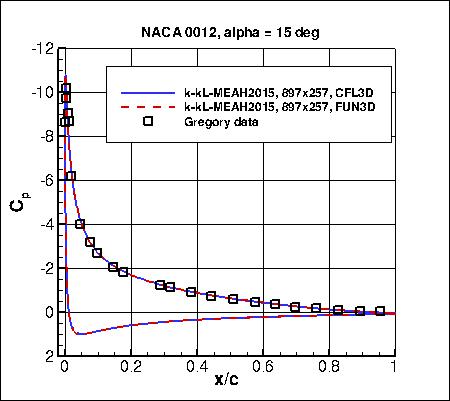 NACA 0012, alpha = 15 deg
-12
k-kL-MEAH2015, 897x257, CFL3D
k-kL-MEAH2015, 897x257, FUN3D
Gregory data
-10
-8
-6
Cp
-4
-2
0
2
0 0.2 0.4 0.6 0.8 1
x/c